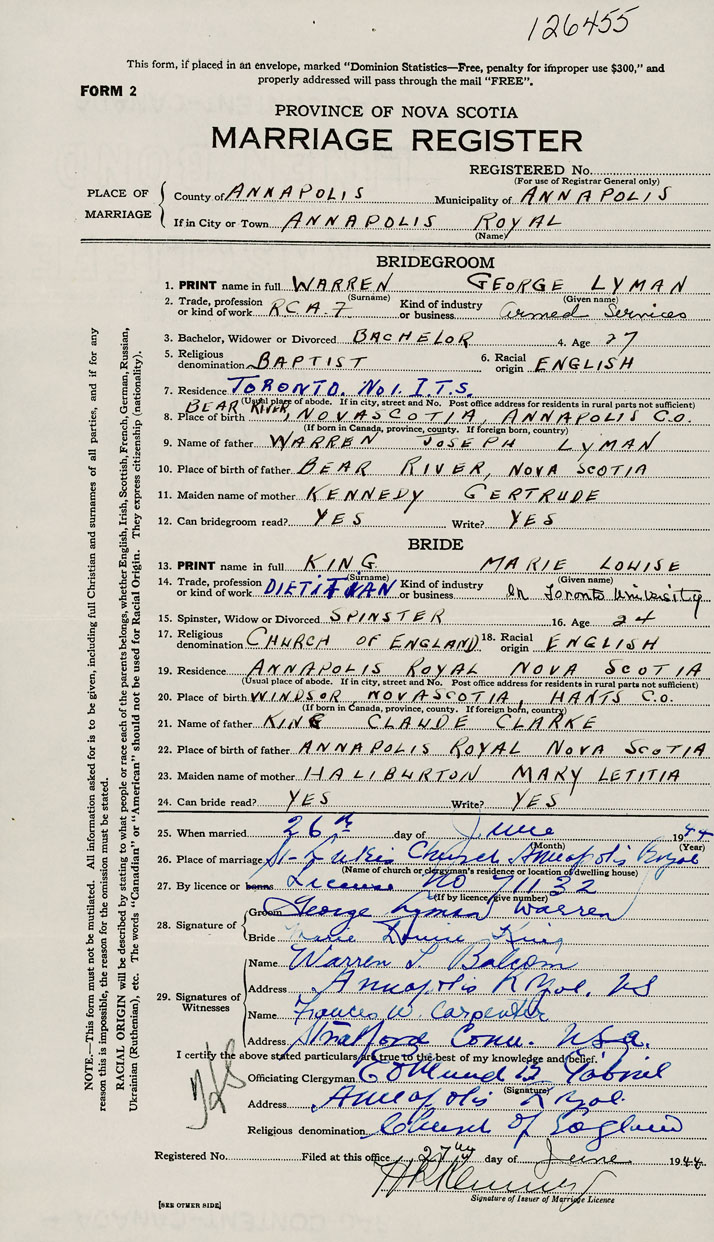 126455
This form, if placed in an envelope, marked "Dominion Statistics—Free, penalty for improper use $300," and
properly addressed will pass through the mail "FREE".
FORM 2
PROVINCE OF NOVA SCOTIA
MARRIAGE REGISTER
REGISTERED No.
(For use of Registrar General only)
PLACE OF MARRIAGE
County of ANNAPOLIS Municipality of ANNAPOLIS
If in City or Town ANNAPOLIS ROYAL
(Name)
BRIDEGROOM
1. PRINT name in full WARREN GEORGE LYMAN
(Surname) (Given name)
2. Trade, profession or kind of work R.C.A.F Kind of industry or business Armed Services
3. Bachelor, Widower or Divorced BACHELOR 4. Age 27
5. Religious denomination BAPTIST 6. Racial origin ENGLISH
7. Residence TORONTO. No1. I.T.S.
(Usual place of abode. If in city, street and No. Post office address for residents in rural parts not sufficient)
8. Place of birth BEAR RIVER, NOVA SCOTIA, ANNAPOLIS C.O.
(If born in Canada, province, county. If foreign born, country)
9. Name of father WARREN JOSEPH LYMAN
10. Place of birth of father BEAR RIVER, NOVA SCOTIA
11. Maiden name of mother KENNEDY GERTRUDE
12. Can bridegroom read? YES Write? YES
BRIDE
13. PRINT name in full KING MARIE LOUISE
(Surname) (Given name)
14. Trade, profession or kind of work DIETITIAN Kind of industry or business In Toronto University
15. Spinster, Widow or Divorced SPINSTER 16. Age 24
17. Religious denomination CHURCH OF ENGLAND 18. Racial origin ENGLISH
19. Residence ANNAPOLIS ROYAL NOVA SCOTIA
(Usual place of abode. If in city, street and No. Post office address for residents in rural parts not sufficient)
20. Place of birth WINDSOR, NOVA SCOTIA, HANTS C.O.
(If born in Canada, province, county. If foreign born, country)
21. Name of father KING CLAUDE CLARKE
22. Place of birth of father ANNAPOLIS ROYAL NOVA SCOTIA
23. Maiden name of mother HALIBURTON MARY LETITIA
24. Can bride read? YES Write? YES
25. When married 26th day of June 1944
(Month) (Year)
26. Place of marriage St-Luke's Church Annapolis Royal
(Name of church or clergyman's residence or location of dwelling house)
27. By licence or banns License No 71132
(If by licence, give number)
28. Signature of
Groom George Lyman Warren
Bride Marie Louise King
29. Signatures of Witnesses
Name Warren L Balcom
Address Annapolis Royal. NS
Name Frances W. Carpenter
Address Stratford Conn. USA.
I certify the above stated particulars are true to the best of my knowledge and belief.
Officiating Clergyman Edmund B Gabriel
(Signature)
Address Annapolis Royal
Religious denomination Church of England
Registered No. Filed at this office 27th day of June 1944.
Signature of Issuer of Marriage Licence
[SEE OTHER SIDE]
NOTE.—This form must not be mutilated. All information asked for is to be given, including full Christian and surnames of all parties, and if for any
reason this is impossible, the reason for the omission must be stated.
RACIAL ORIGIN will be described by stating to what people or race each of the parents belongs, whether English, Irish, Scottish, French, German, Russian,
Ukrainian (Ruthenian), etc. The words "Canadian" or "American" should not be used for Racial Origin. They express citizenship (nationality).